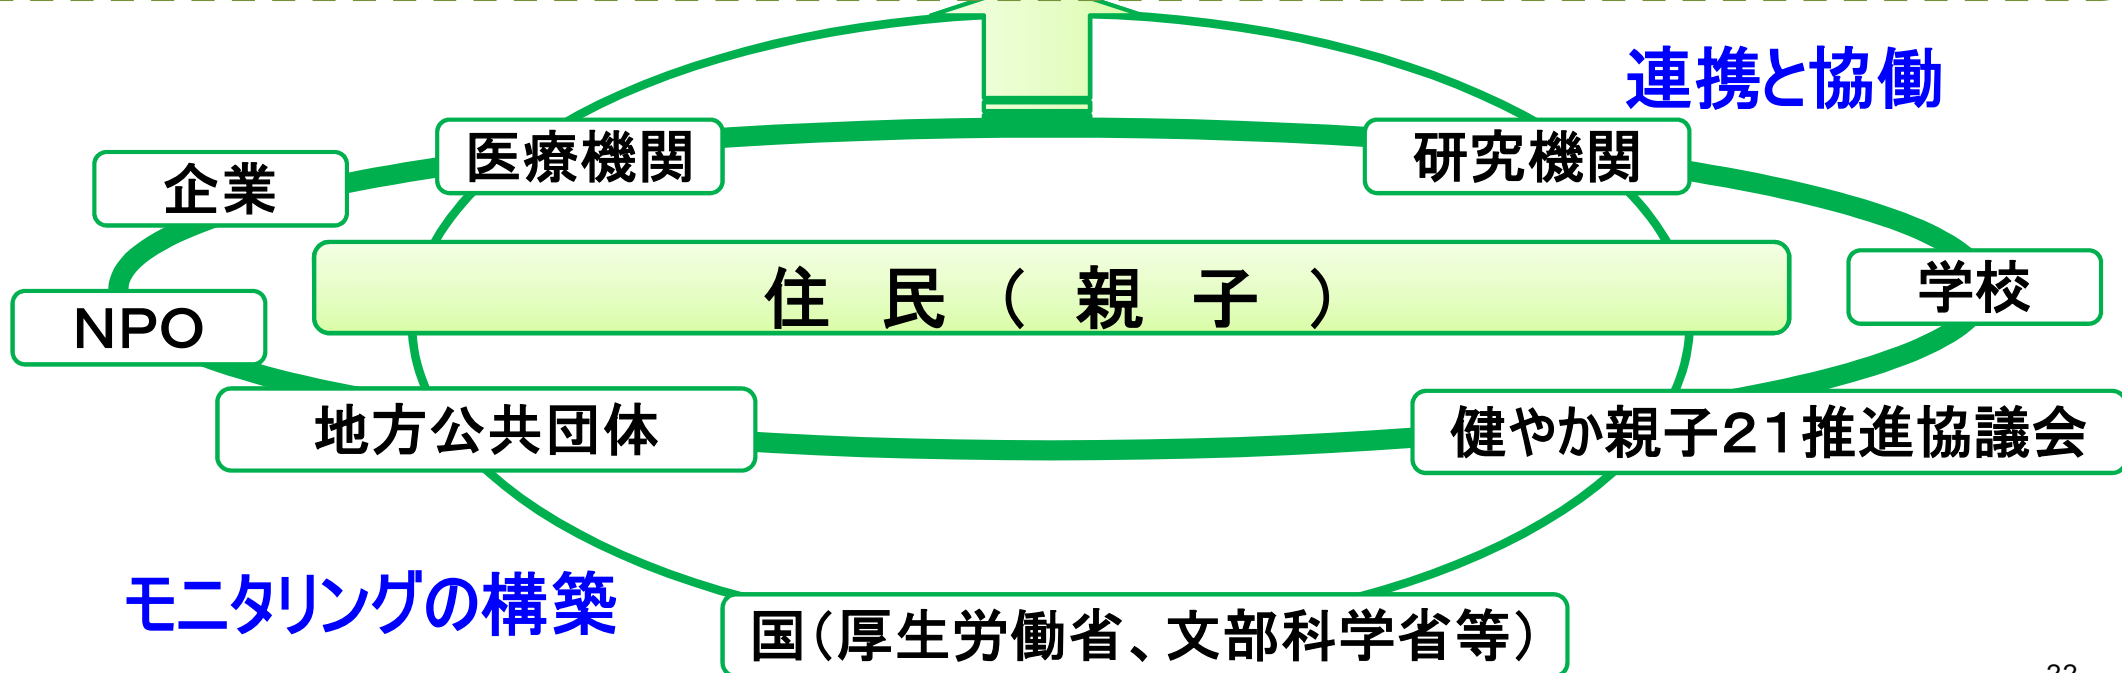 連携と協働
医療機関
研究機関
企業
学校
住 民 （ 親 子 ）
NPO
地方公共団体
健やか親子２１推進協議会
モニタリングの構築
国（厚生労働省、文部科学省等）